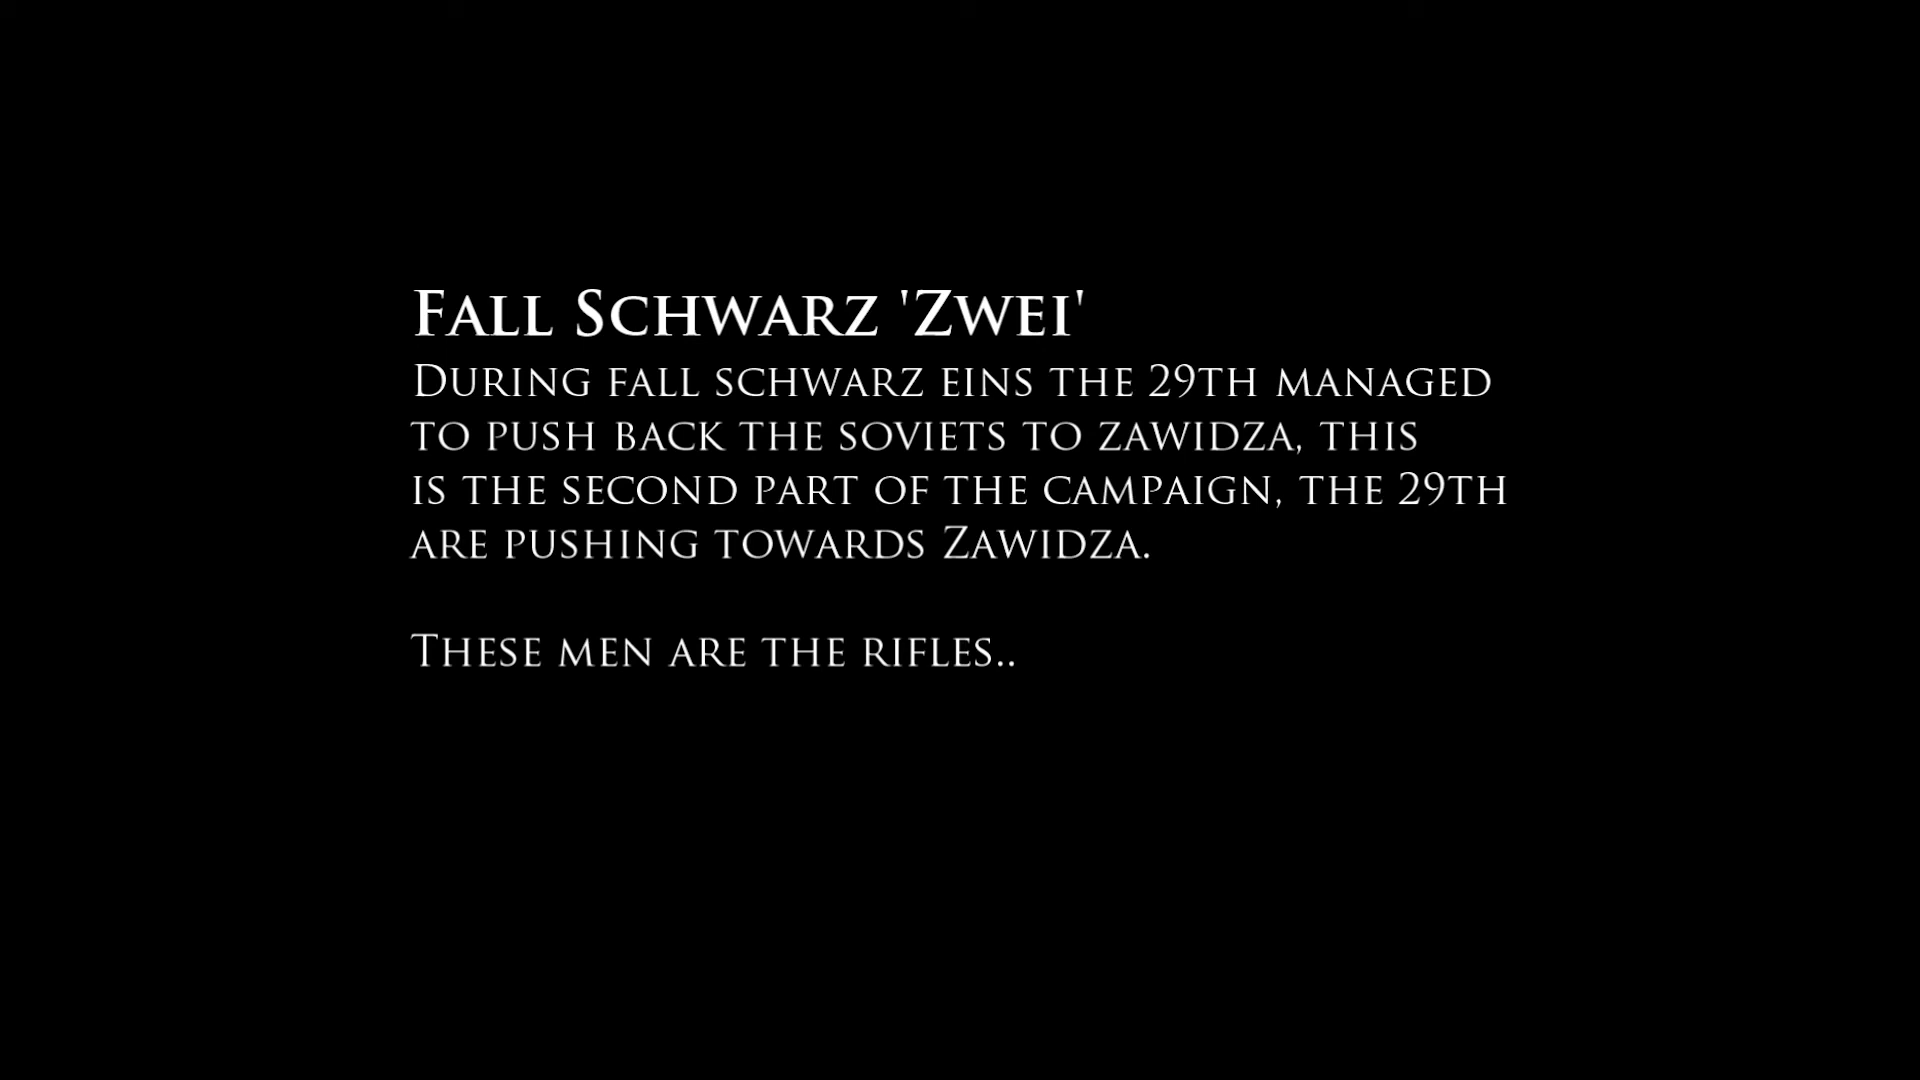 Fall Schwarz 'Zwei'
During fall schwarz eins the 29th managed
to push back the soviets to zawidza, this
is the second part of the campaign, the 29th
are pushing towards Zawidza.
These men are the rifles..